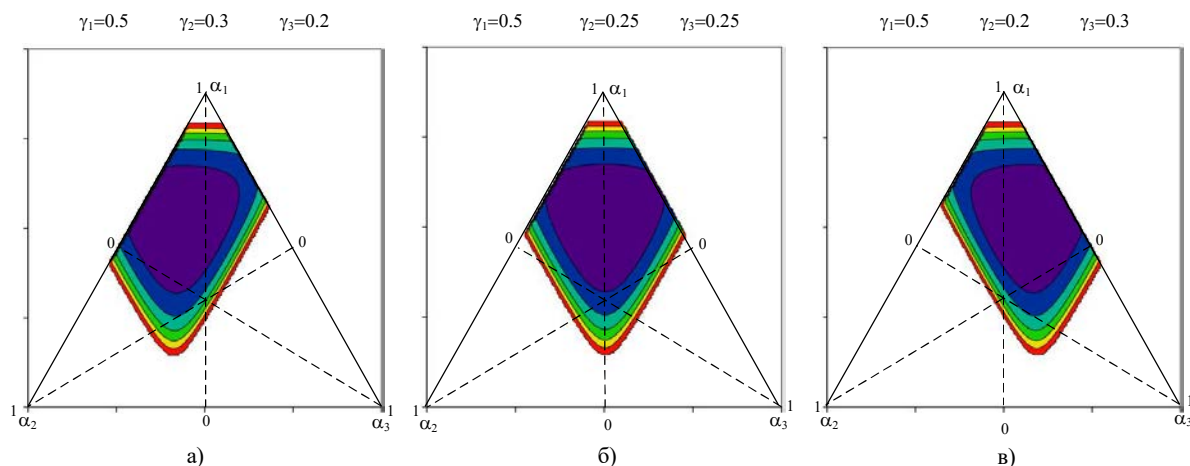 γ₁=0.5 γ₂=0.3 γ₃=0.2 γ₁=0.5 γ₂=0.25 γ₃=0.25 γ₁=0.5 γ₂=0.2 γ₃=0.3
1 α₁ 1 α₁ 1 α₁
0 0 0 0 0 0
1 1 1 1 1 1
α₂ 0 α₃ α₂ 0 α₃ α₂ 0 α₃
а) б) в)